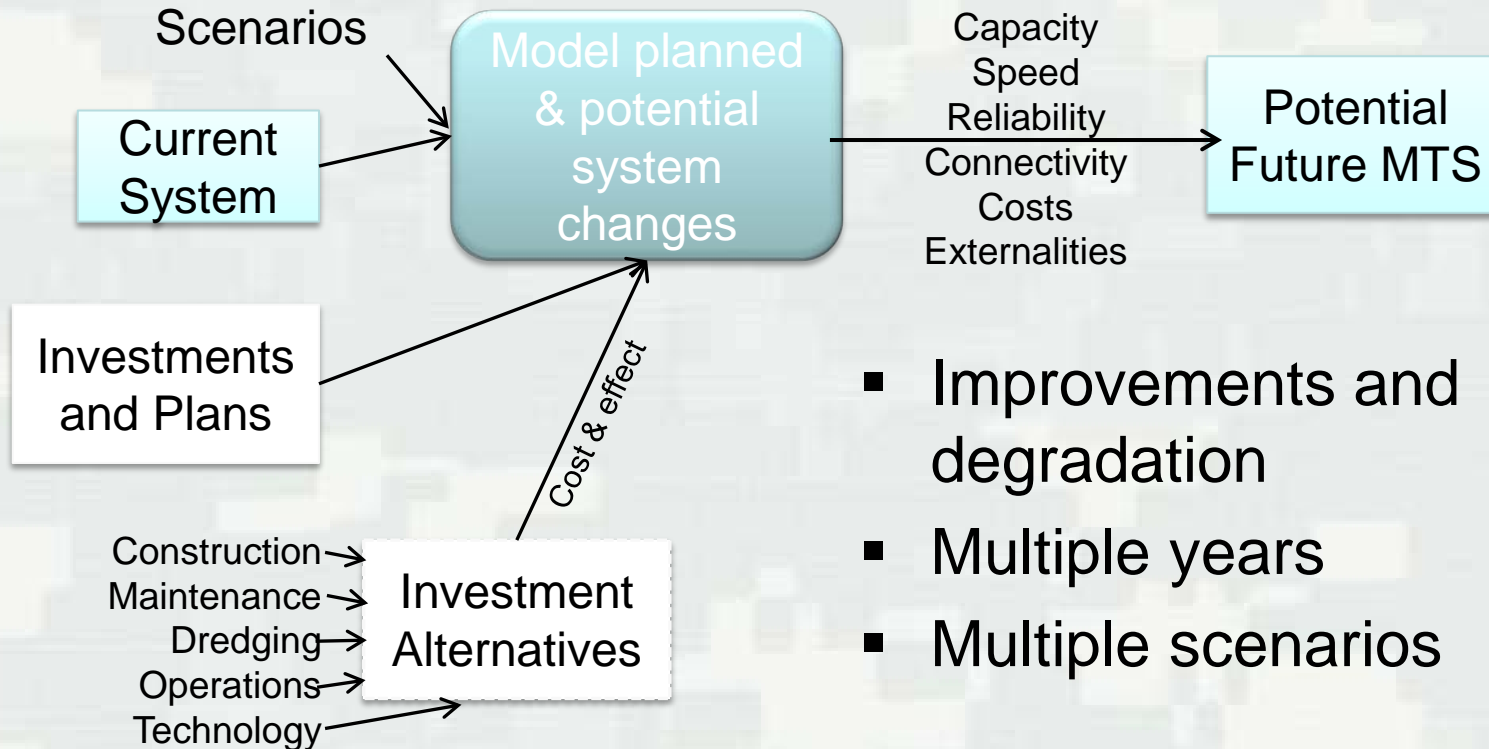 Scenarios
Model planned
& potential
system
changes
Capacity
Speed
Reliability
Connectivity
Costs
Externalities
Potential
Future MTS
Current
System
Investments
and Plans
Cost & effect
Construction
Maintenance
Dredging
Operations
Technology
Investment
Alternatives
▪ Improvements and
degradation
▪ Multiple years
▪ Multiple scenarios